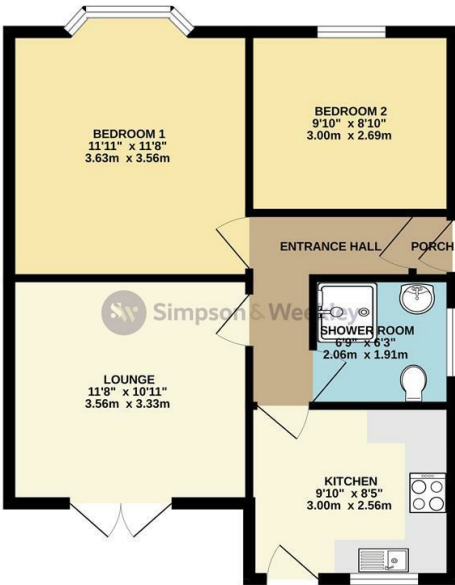 BEDROOM 1
11'11" x 11'8"
3.63m x 3.56m
BEDROOM 2
9'10" x 8'10"
3.00m x 2.69m
ENTRANCE HALL
PORCH
Simpson & Weekley
SHOWER ROOM
6'9" x 6'3"
2.06m x 1.91m
LOUNGE
11'8" x 10'11"
3.56m x 3.33m
KITCHEN
9'10" x 8'5"
3.00m x 2.56m